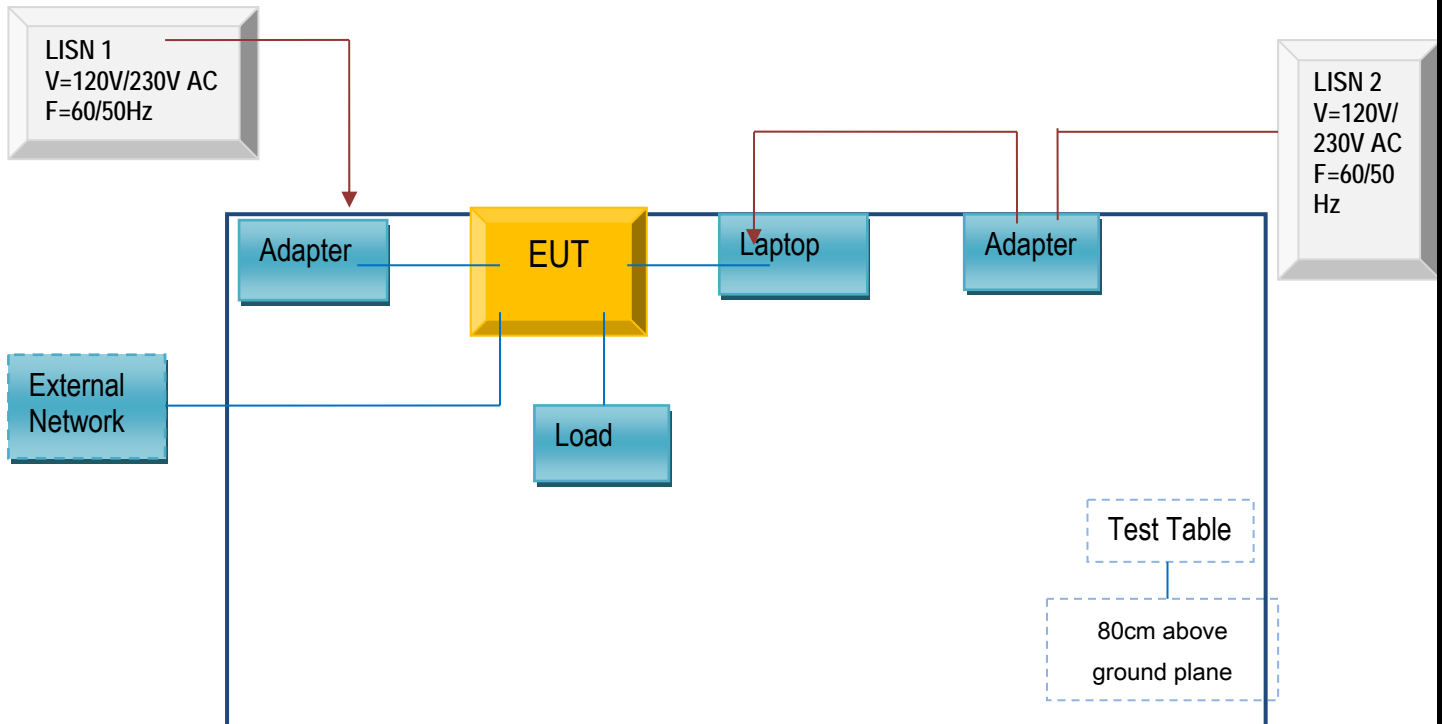 LISN 1
V=120V/230V AC
F=60/50Hz
LISN 2
V=120V/
230V AC
F=60/50
Hz
Adapter
EUT
Laptop
Adapter
External
Network
Load
Test Table
80cm above
ground plane